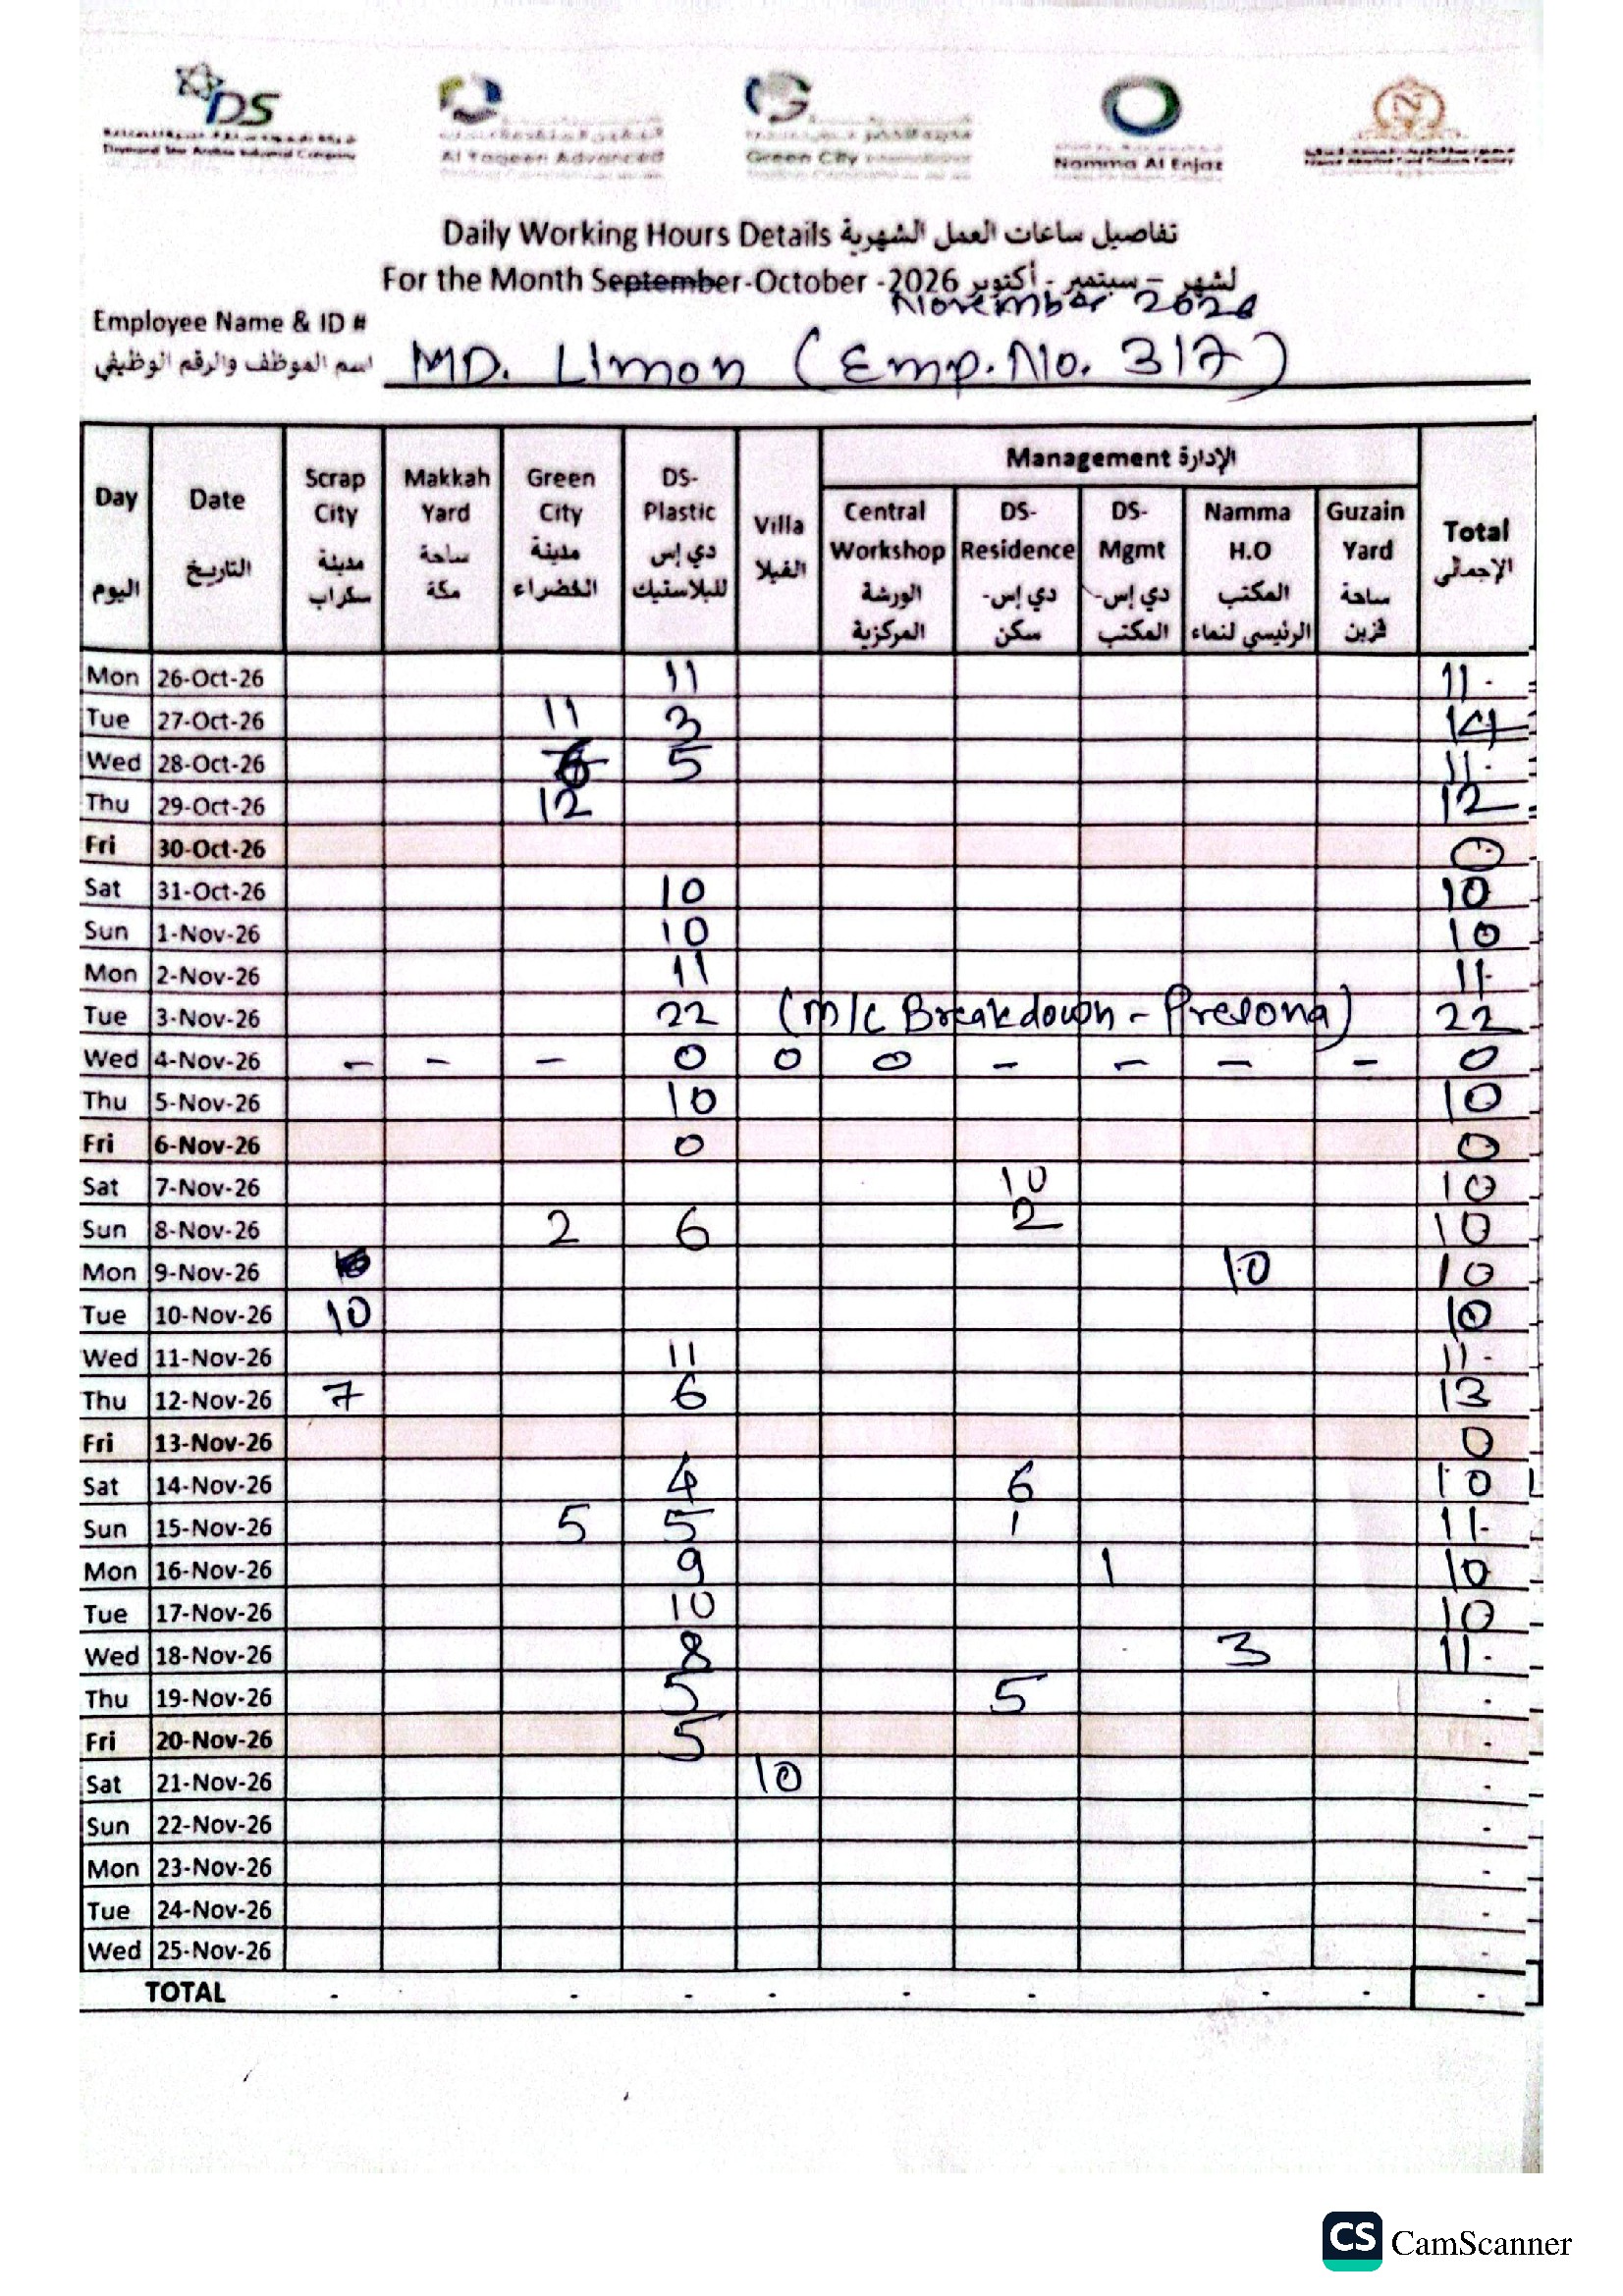 DS
Al Yaqeen Advanced
Green City
Namma Al Enjaz
Daily Working Hours Details تفاصيل ساعات العمل الشهرية
For the Month September-October -2026 لشهر – سبتمبر - أكتوبر
November 2026
Employee Name & ID #
اسم الموظف والرقم الوظيفي MD. Limon (Emp. No. 317)
Day اليوم Date التاريخ Scrap City مدينة سكراب Makkah Yard ساحة مكة Green City مدينة الخضراء DS-Plastic دي إس للبلاستيك Villa الفيلا Management الإدارة Total الإجمالي
Central Workshop الورشة المركزية DS-Residence دي إس- سكن DS-Mgmt دي إس- المكتب Namma H.O المكتب الرئيسي لنماء Guzain Yard ساحة قزين
Mon 26-Oct-26 11 11
Tue 27-Oct-26 11 3 14
Wed 28-Oct-26 6 5 11
Thu 29-Oct-26 12 12
Fri 30-Oct-26 0
Sat 31-Oct-26 10 10
Sun 1-Nov-26 10 10
Mon 2-Nov-26 11 11
Tue 3-Nov-26 22 (M/C Breakdown - Presona) 22
Wed 4-Nov-26 - - - 0 0 0 - - - - 0
Thu 5-Nov-26 10 10
Fri 6-Nov-26 0 0
Sat 7-Nov-26 10 10
Sun 8-Nov-26 2 6 2 10
Mon 9-Nov-26 10 10
Tue 10-Nov-26 10 10
Wed 11-Nov-26 11 11
Thu 12-Nov-26 7 6 13
Fri 13-Nov-26 0
Sat 14-Nov-26 4 6 10
Sun 15-Nov-26 5 5 1 11
Mon 16-Nov-26 9 1 10
Tue 17-Nov-26 10 10
Wed 18-Nov-26 8 3 11
Thu 19-Nov-26 5 5 -
Fri 20-Nov-26 5 -
Sat 21-Nov-26 10 -
Sun 22-Nov-26 -
Mon 23-Nov-26 -
Tue 24-Nov-26 -
Wed 25-Nov-26 -
TOTAL - - - - - - - - -
CS CamScanner